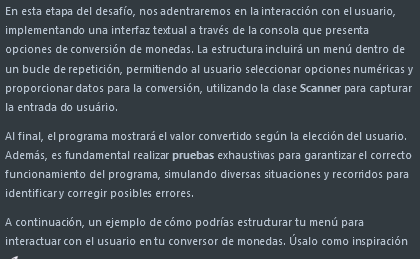 En esta etapa del desafío, nos adentraremos en la interacción con el usuario,
implementando una interfaz textual a través de la consola que presenta
opciones de conversión de monedas. La estructura incluirá un menú dentro de
un bucle de repetición, permitiendo al usuario seleccionar opciones numéricas y
proporcionar datos para la conversión, utilizando la clase Scanner para capturar
la entrada do usuário.
Al final, el programa mostrará el valor convertido según la elección del usuario.
Además, es fundamental realizar pruebas exhaustivas para garantizar el correcto
funcionamiento del programa, simulando diversas situaciones y recorridos para
identificar y corregir posibles errores.
A continuación, un ejemplo de cómo podrías estructurar tu menú para
interactuar con el usuario en tu conversor de monedas. Úsalo como inspiración